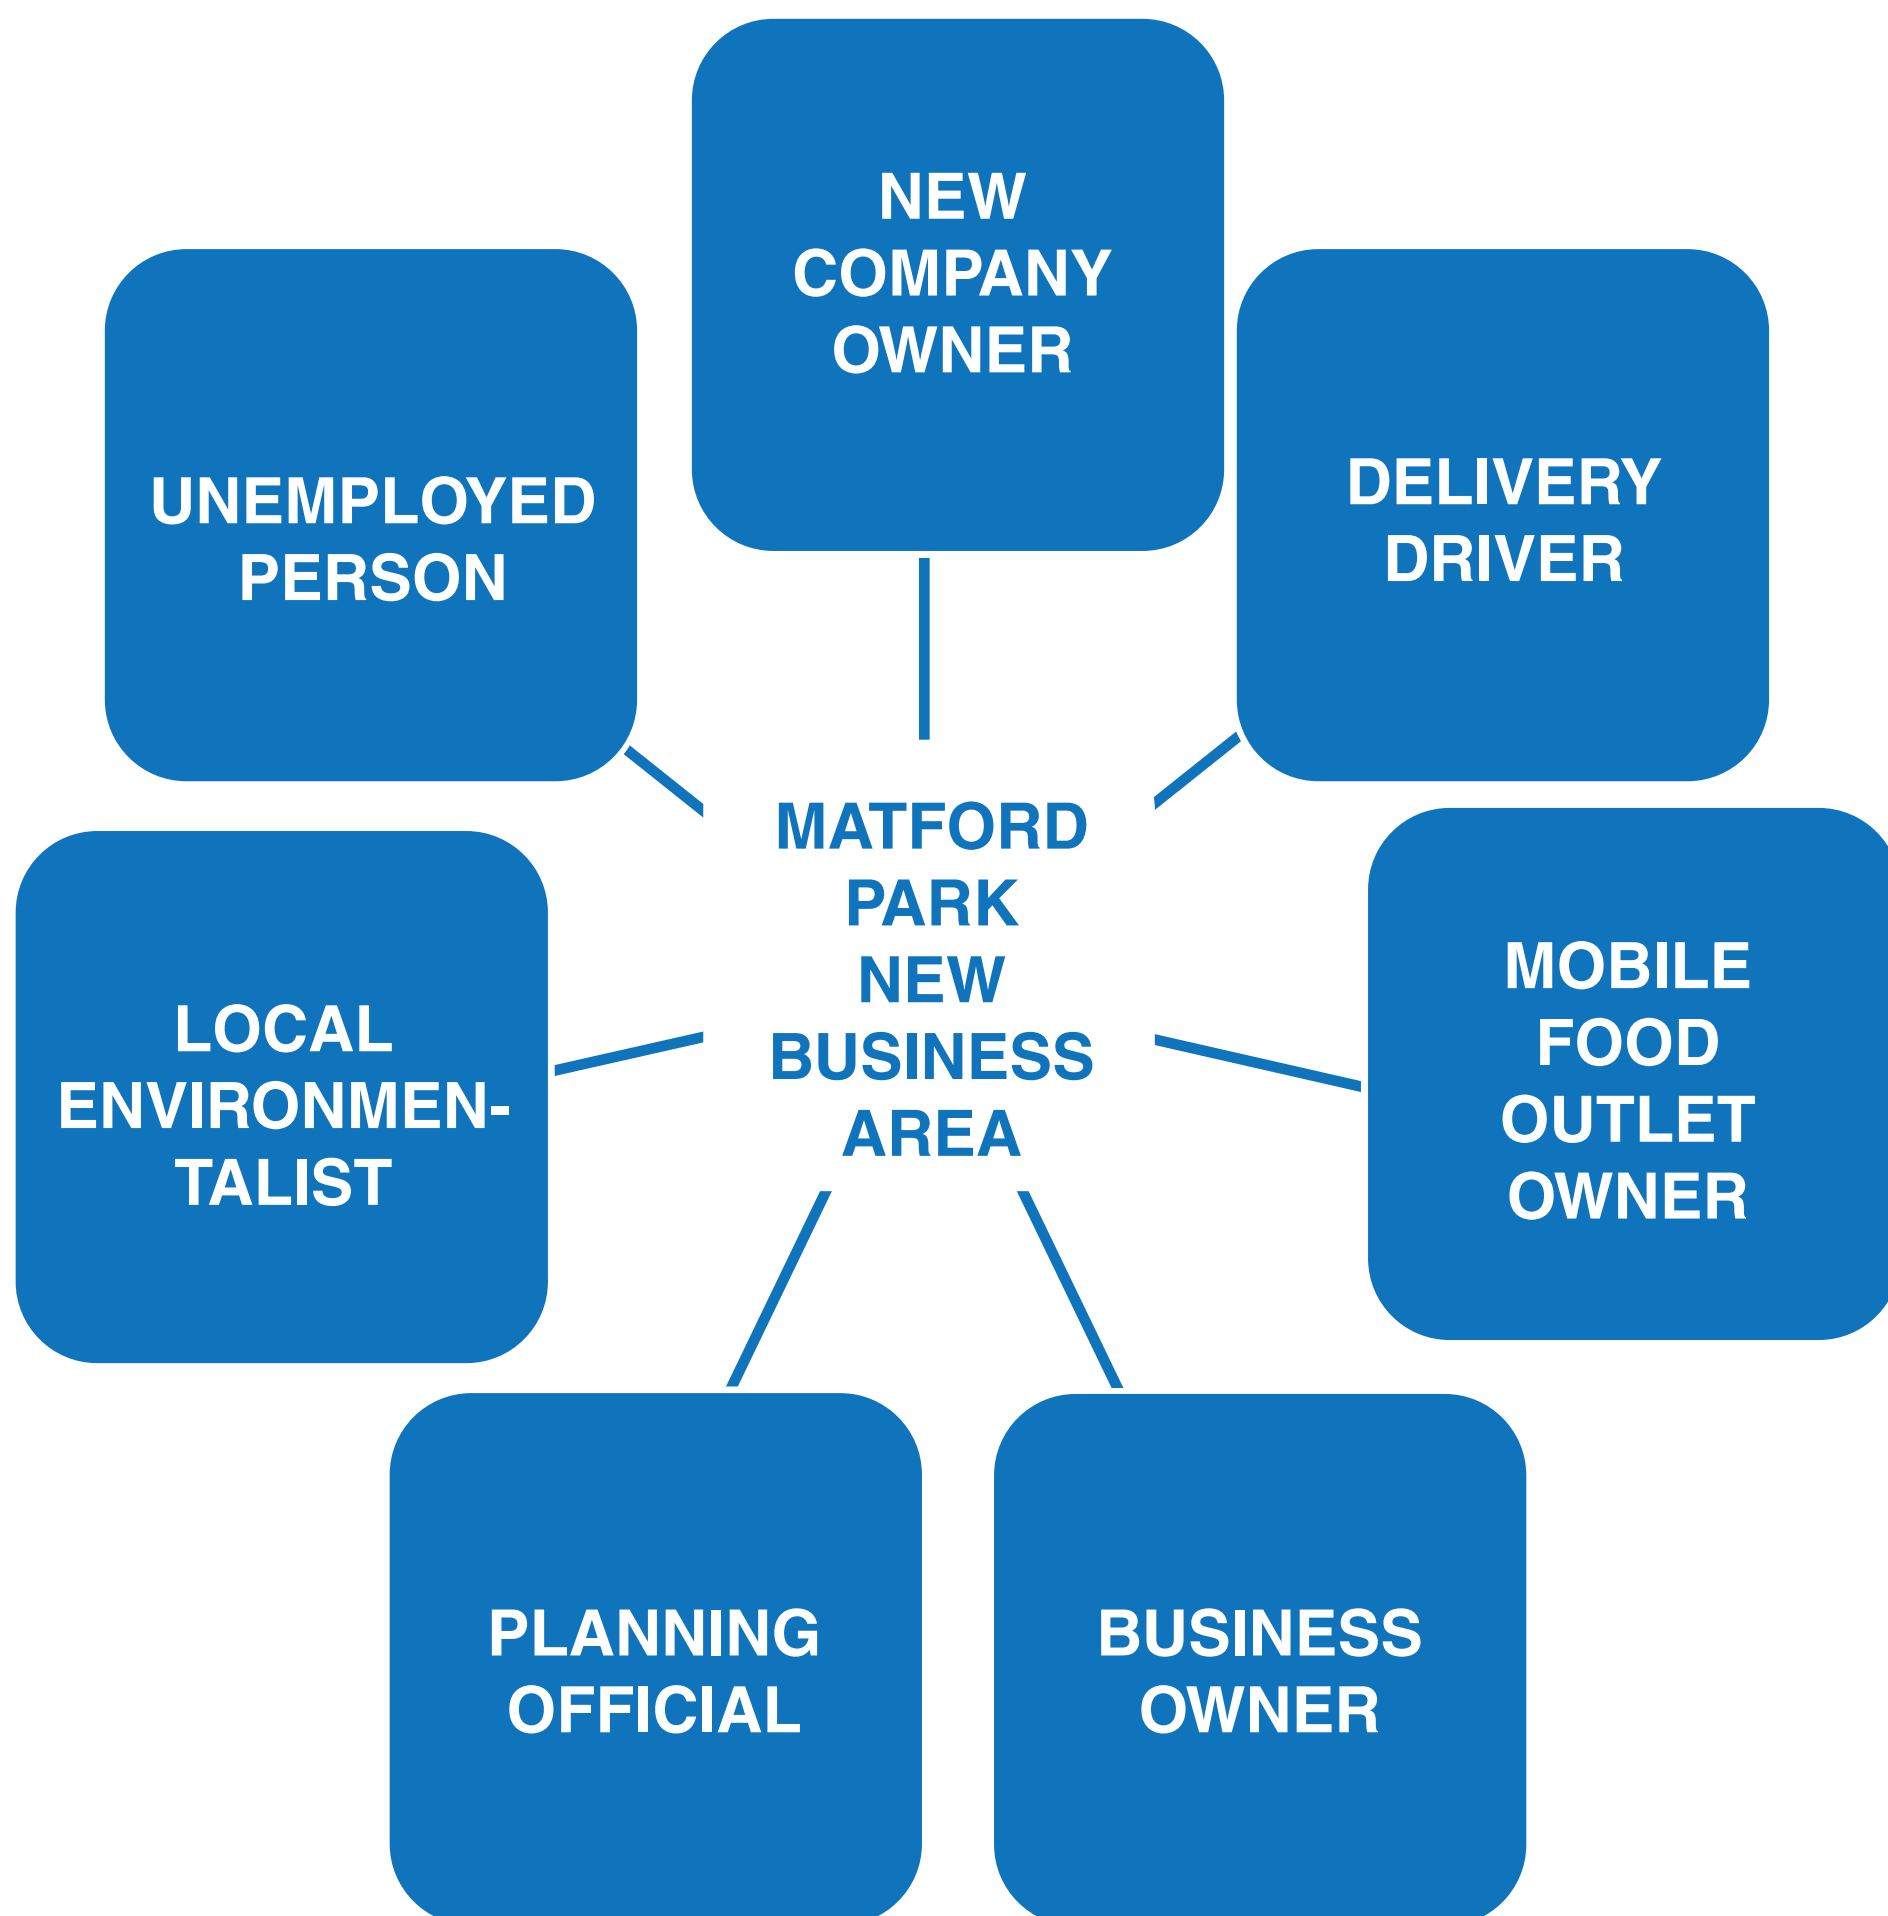 NEW
COMPANY
OWNER
UNEMPLOYED
PERSON
DELIVERY
DRIVER
MATFORD
PARK
NEW
BUSINESS
AREA
LOCAL
ENVIRONMEN-
TALIST
MOBILE
FOOD
OUTLET
OWNER
PLANNING
OFFICIAL
BUSINESS
OWNER